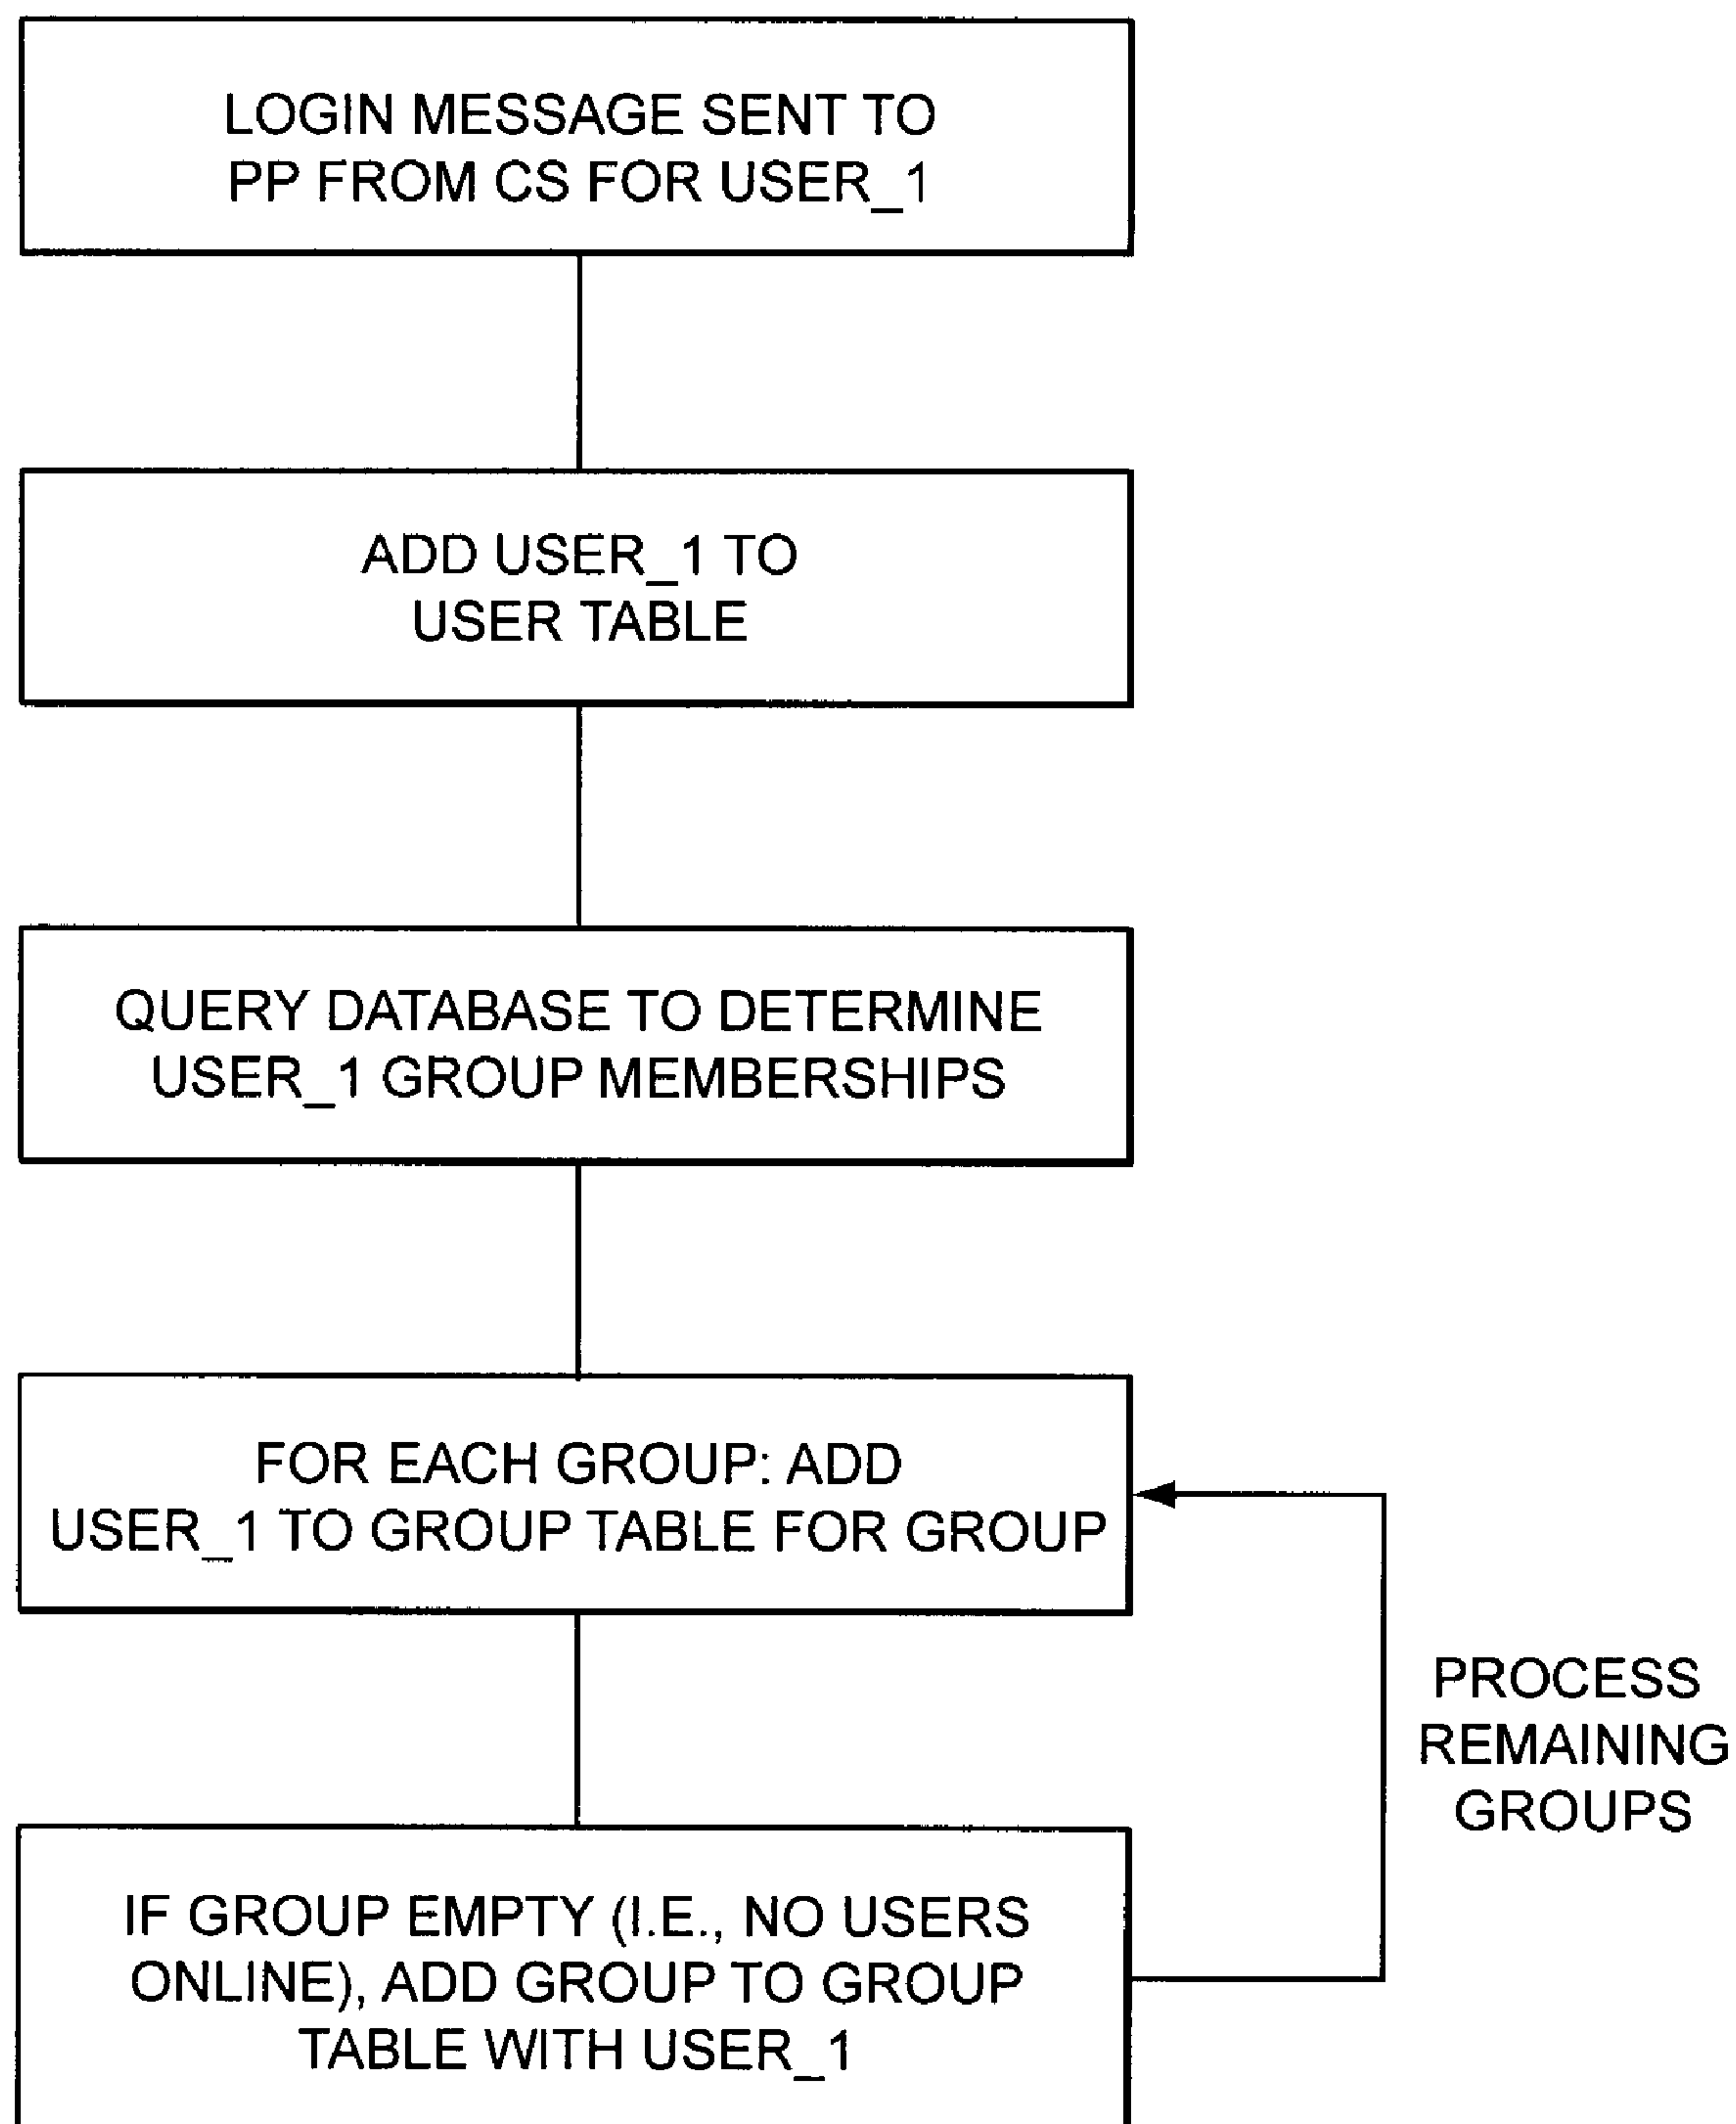 LOGIN MESSAGE SENT TO
PP FROM CS FOR USER_1
ADD USER_1 TO
USER TABLE
QUERY DATABASE TO DETERMINE
USER_1 GROUP MEMBERSHIPS
FOR EACH GROUP: ADD
USER_1 TO GROUP TABLE FOR GROUP
PROCESS
REMAINING
GROUPS
IF GROUP EMPTY (I.E., NO USERS
ONLINE), ADD GROUP TO GROUP
TABLE WITH USER_1